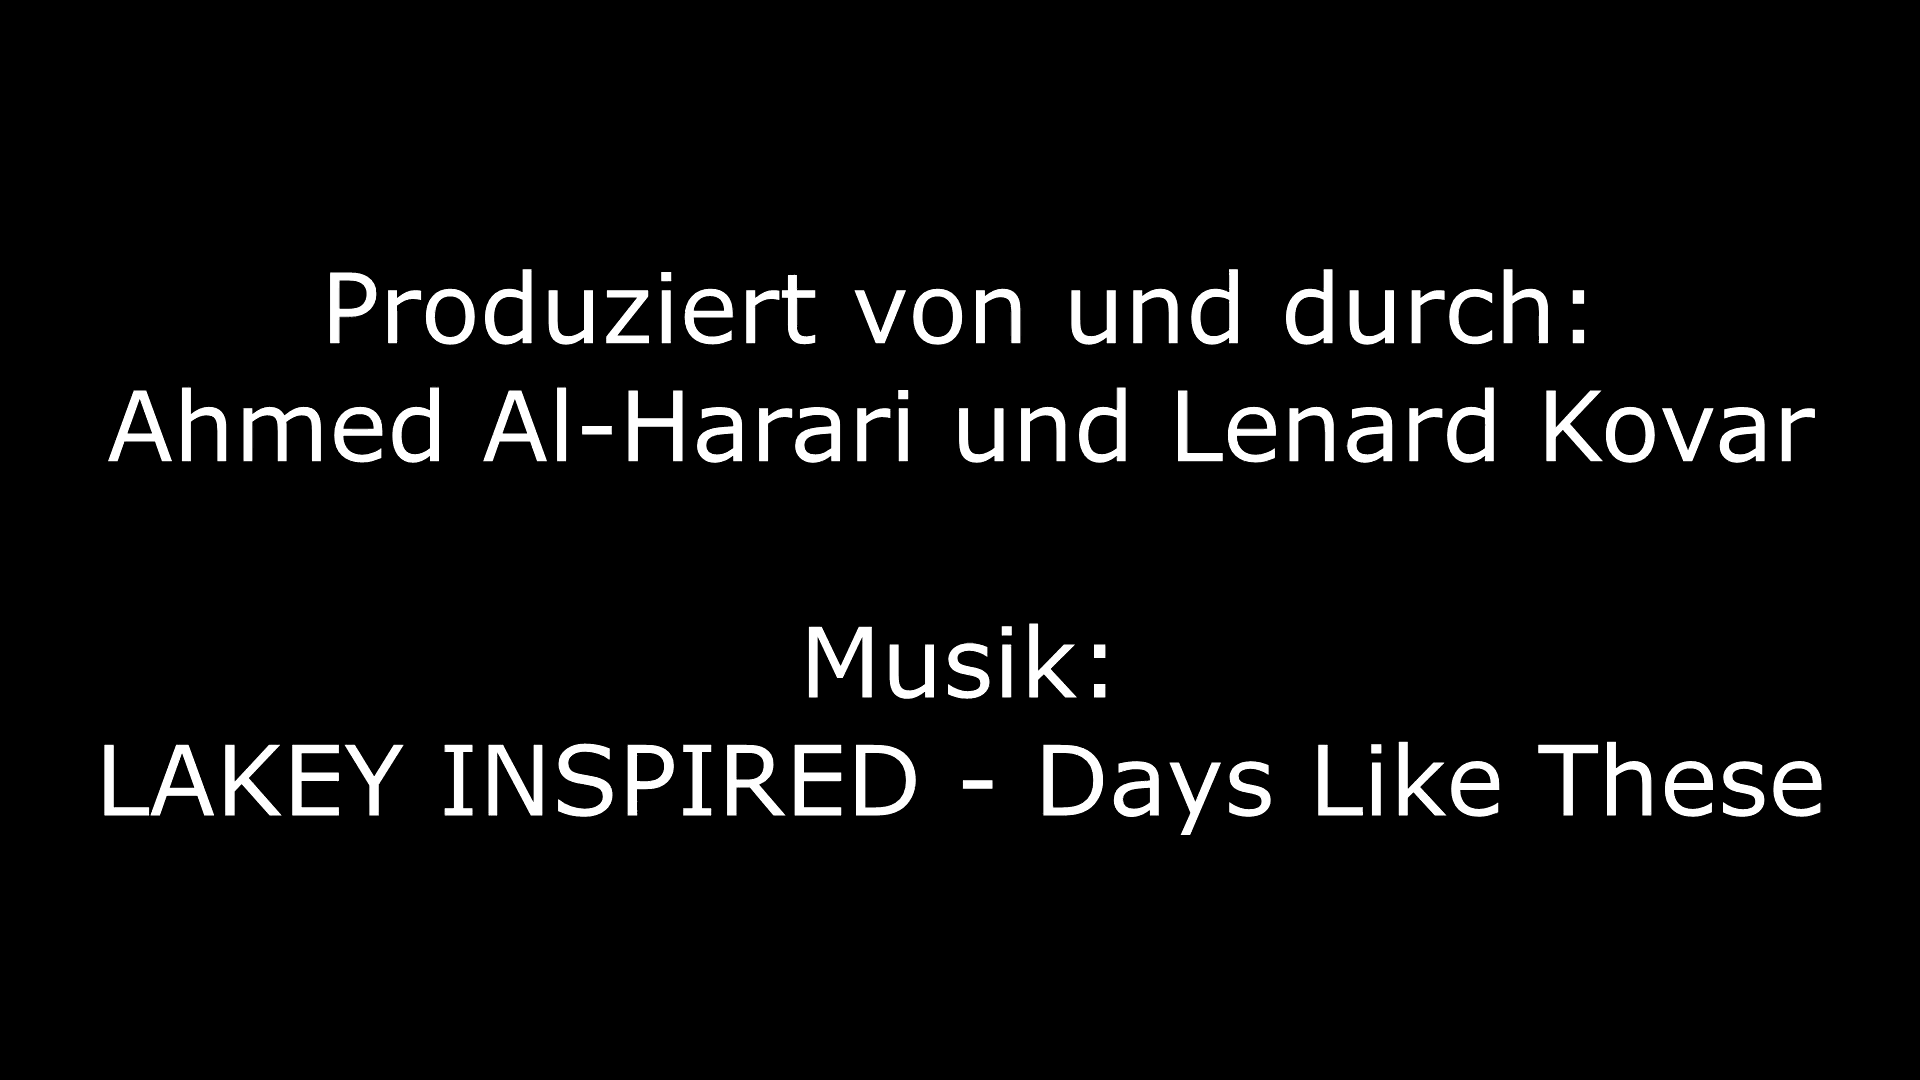 Produziert von und durch:
Ahmed Al-Harari und Lenard Kovar
Musik:
LAKEY INSPIRED - Days Like These